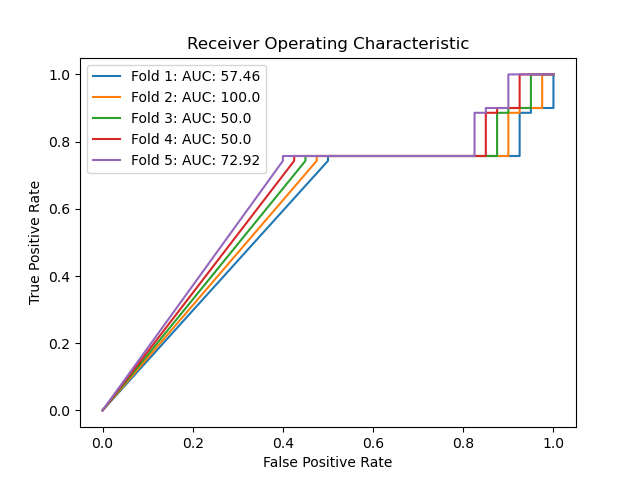 Receiver Operating Characteristic
Fold 1: AUC: 57.46
Fold 2: AUC: 100.0
Fold 3: AUC: 50.0
Fold 4: AUC: 50.0
Fold 5: AUC: 72.92
1.0
0.8
0.6
0.4
0.2
0.0
True Positive Rate
0.0 0.2 0.4 0.6 0.8 1.0
False Positive Rate